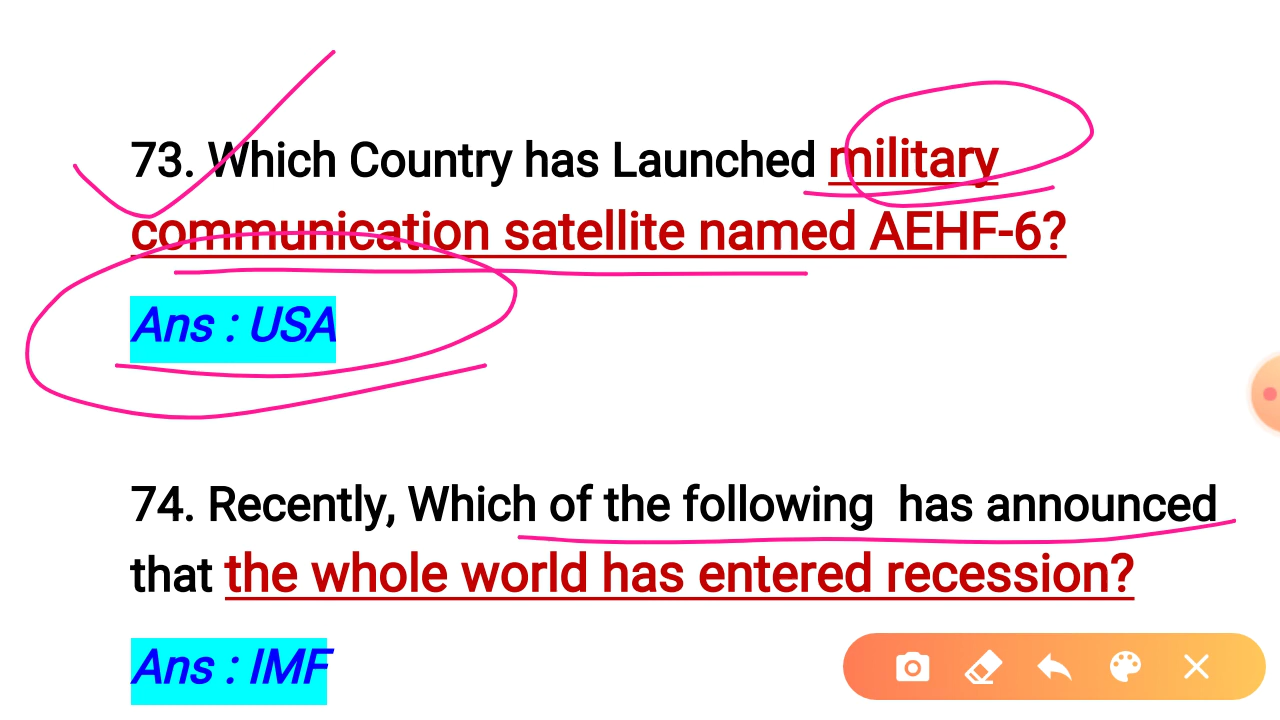 73. Which Country has Launched military
communication satellite named AEHF-6?
Ans : USA
74. Recently, Which of the following has announced
that the whole world has entered recession?
Ans : IMF